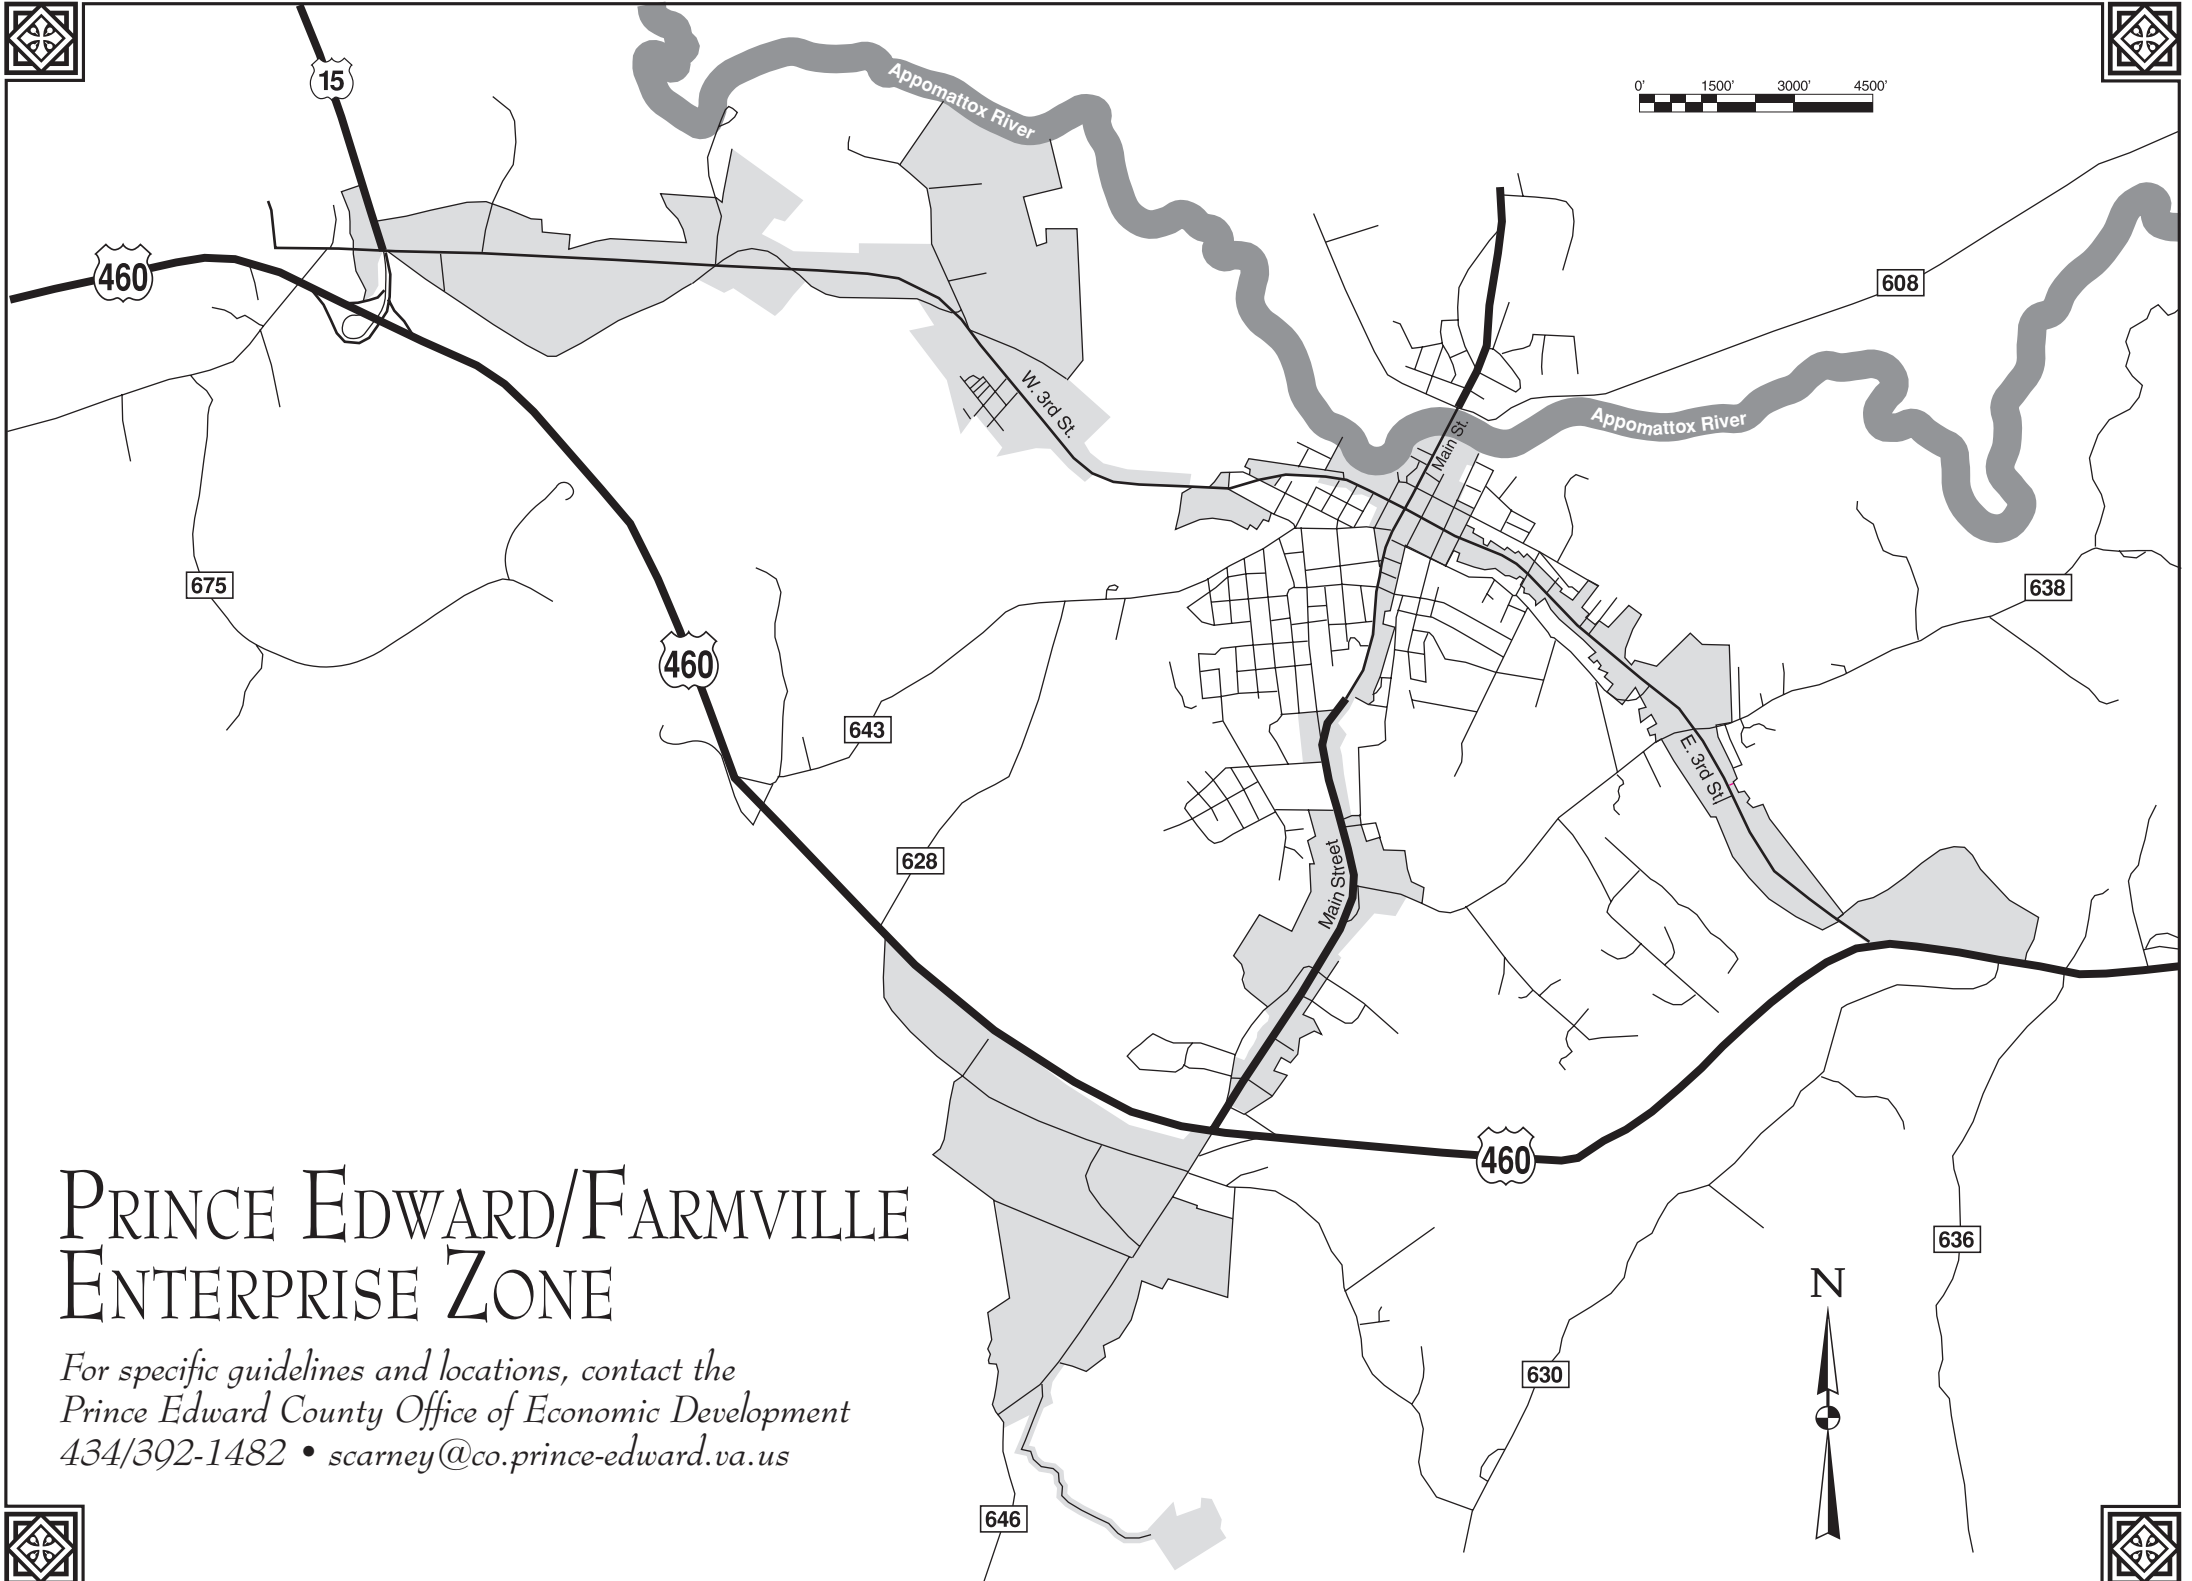 15
Appomattox River
0' 1500' 3000' 4500'
460
608
W. 3rd St.
Main St.
Appomattox River
675
638
460
643
E. 3rd St.
628
Main Street
460
PRINCE EDWARD/FARMVILLE
ENTERPRISE ZONE
636
N
For specific guidelines and locations, contact the
Prince Edward County Office of Economic Development
434/392-1482 • scarney@co.prince-edward.va.us
630
646